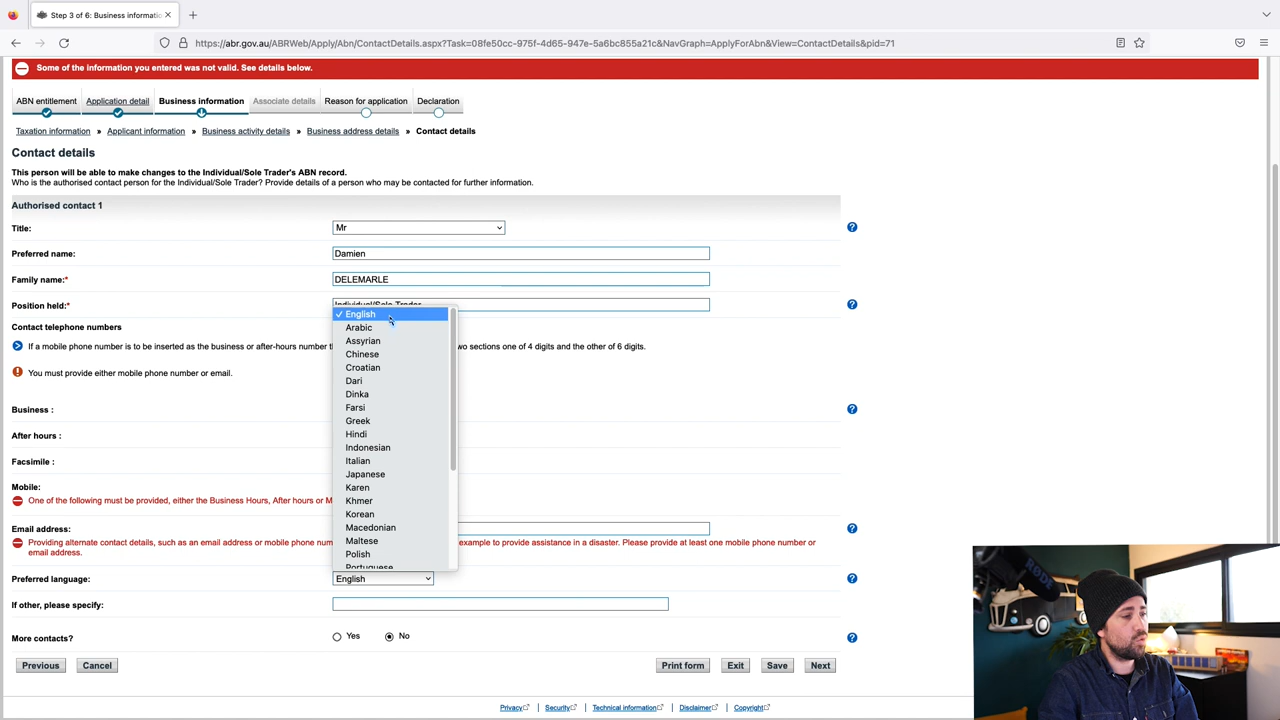 Step 3 of 6: Business informatio
https://abr.gov.au/ABRWeb/Apply/Abn/ContactDetails.aspx?Task=08fe50cc-975f-4d65-947e-5a6bc855a21c&NavGraph=ApplyForAbn&View=ContactDetails&pid=71
Some of the information you entered was not valid. See details below.
ABN entitlement Application detail Business information Associate details Reason for application Declaration
Taxation information » Applicant information » Business activity details » Business address details » Contact details
Contact details
This person will be able to make changes to the Individual/Sole Trader's ABN record.
Who is the authorised contact person for the Individual/Sole Trader? Provide details of a person who may be contacted for further information.
Authorised contact 1
Title: Mr
Preferred name: Damien
Family name:* DELEMARLE
Position held:* Individual/Sole Trader
English
Contact telephone numbers
Arabic
Assyrian
If a mobile phone number is to be inserted as the business or after-hours number wo sections one of 4 digits and the other of 6 digits.
Chinese
Croatian
You must provide either mobile phone number or email.
Dari
Dinka
Farsi
Business :
Greek
Hindi
After hours :
Indonesian
Italian
Facsimile :
Japanese
Karen
Mobile:
Khmer
One of the following must be provided, either the Business Hours, After hours or M
Korean
Macedonian
Email address:
Maltese
Providing alternate contact details, such as an email address or mobile phone num example to provide assistance in a disaster. Please provide at least one mobile phone number or
email address.
Polish
Portuguese
Preferred language: English
If other, please specify:
More contacts? Yes No
Previous Cancel Print form Exit Save Next
Privacy | Security | Technical information | Disclaimer | Copyright
RØDE